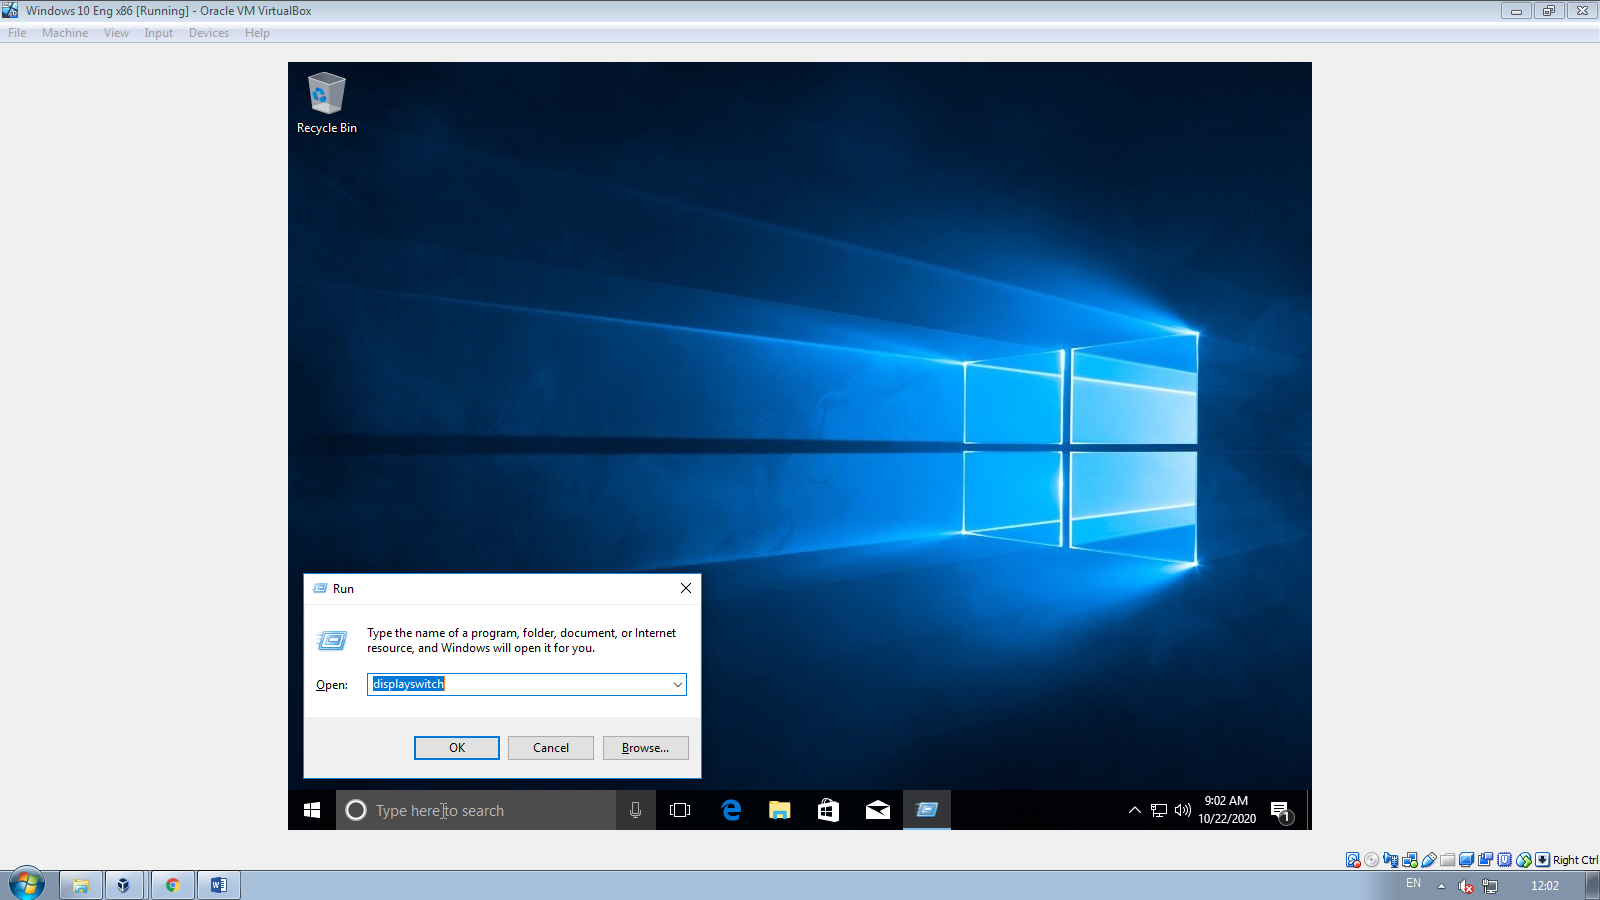 Windows 10 Eng x86 [Running] - Oracle VM VirtualBox
File Machine View Input Devices Help
Recycle Bin
Run
Type the name of a program, folder, document, or Internet
resource, and Windows will open it for you.
Open: displayswitch
OK Cancel Browse...
Type here to search
9:02 AM
10/22/2020
1
Right Ctrl
EN
12:02